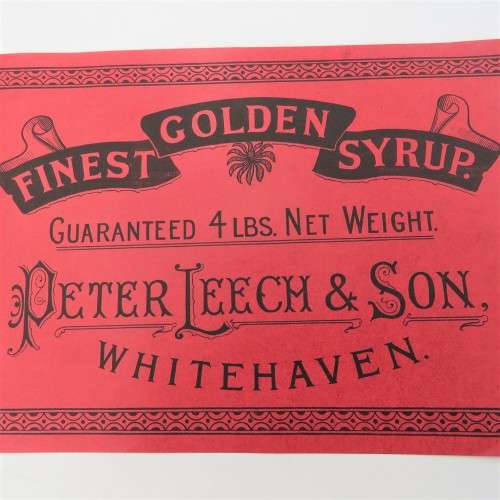 FINEST GOLDEN SYRUP.
GUARANTEED 4 LBS. NET WEIGHT.
PETER LEECH & SON,
WHITEHAVEN.